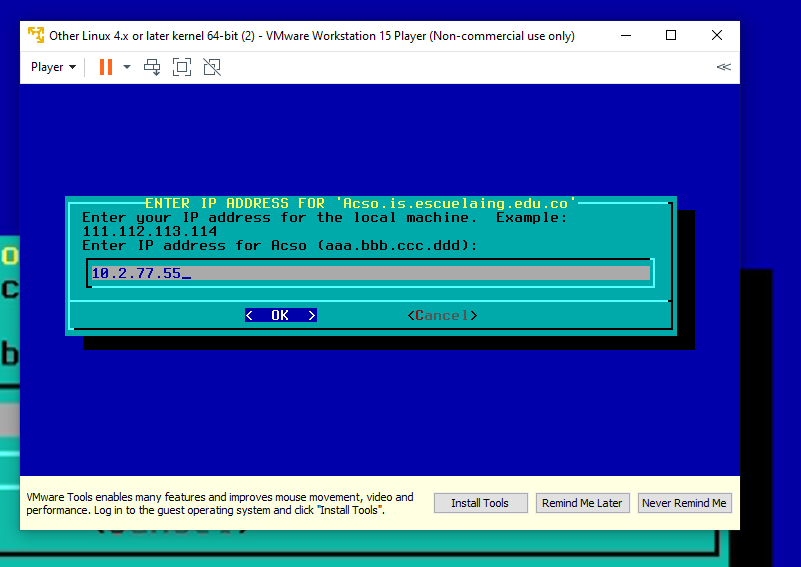 Other Linux 4.x or later kernel 64-bit (2) - VMware Workstation 15 Player (Non-commercial use only)
Player
ENTER IP ADDRESS FOR 'Acso.is.escuelaing.edu.co'
Enter your IP address for the local machine.  Example:
111.112.113.114
Enter IP address for Acso (aaa.bbb.ccc.ddd):
10.2.77.55_
<  OK  >
<Cancel>
VMware Tools enables many features and improves mouse movement, video and
performance. Log in to the guest operating system and click "Install Tools".
Install Tools
Remind Me Later
Never Remind Me